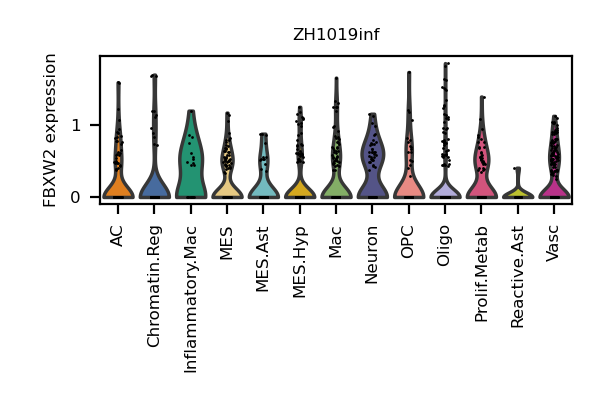 ZH1019inf
FBXW2 expression
1
0
AC
Chromatin.Reg
Inflammatory.Mac
MES
MES.Ast
MES.Hyp
Mac
Neuron
OPC
Oligo
Prolif.Metab
Reactive.Ast
Vasc